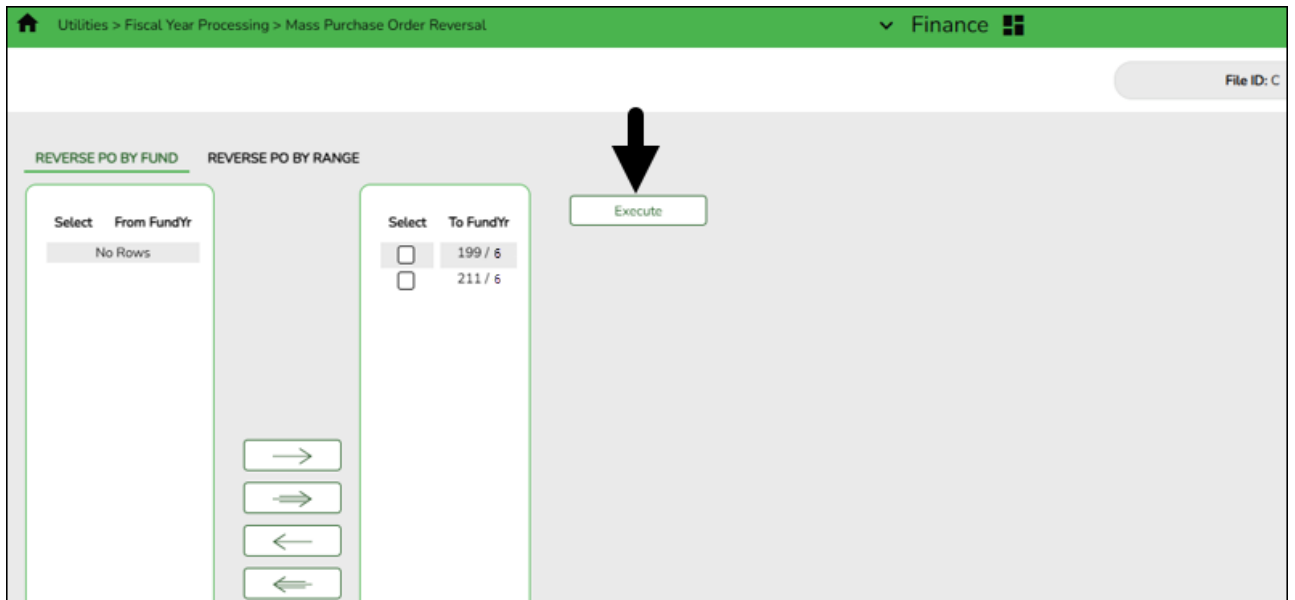 Utilities > Fiscal Year Processing > Mass Purchase Order Reversal
Finance
File ID: C
REVERSE PO BY FUND
REVERSE PO BY RANGE
Select From FundYr
No Rows
Select To FundYr
199 / 6
211 / 6
Execute